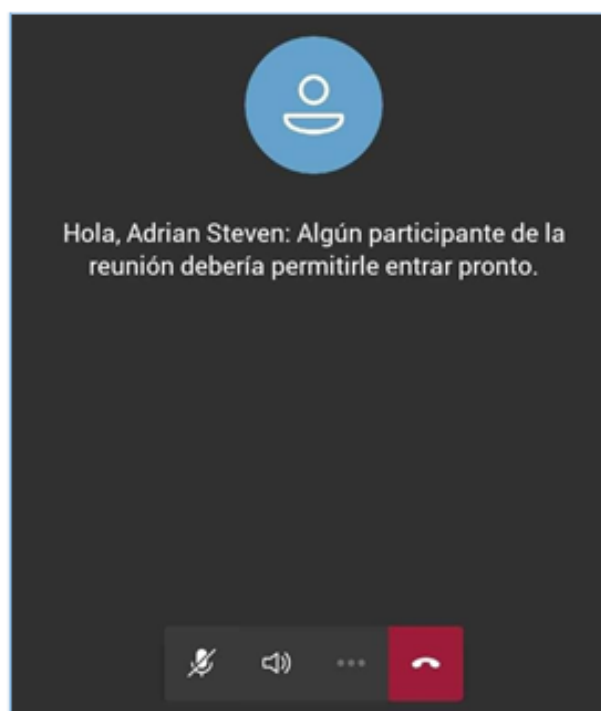 Hola, Adrian Steven: Algún participante de la
reunión debería permitirle entrar pronto.